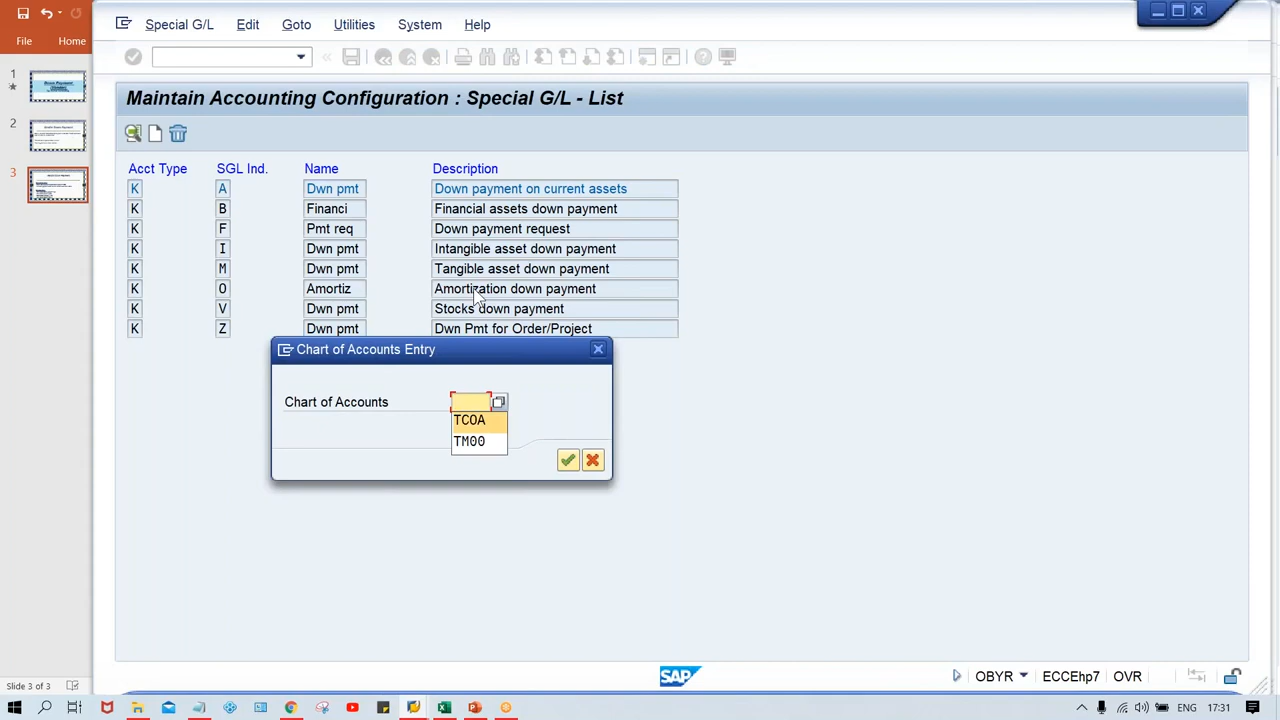 File Home
Special G/L Edit Goto Utilities System Help
Maintain Accounting Configuration : Special G/L - List
Acct Type SGL Ind. Name Description
K A Dwn pmt Down payment on current assets
K B Financi Financial assets down payment
K F Pmt req Down payment request
K I Dwn pmt Intangible asset down payment
K M Dwn pmt Tangible asset down payment
K O Amortiz Amortization down payment
K V Dwn pmt Stocks down payment
K Z Dwn pmt Dwn Pmt for Order/Project
Chart of Accounts Entry
Chart of Accounts
TCOA
TM00
1
2
3
SAP OBYR ECCEhp7 OVR
Slide 3 of 3
ENG 17:31